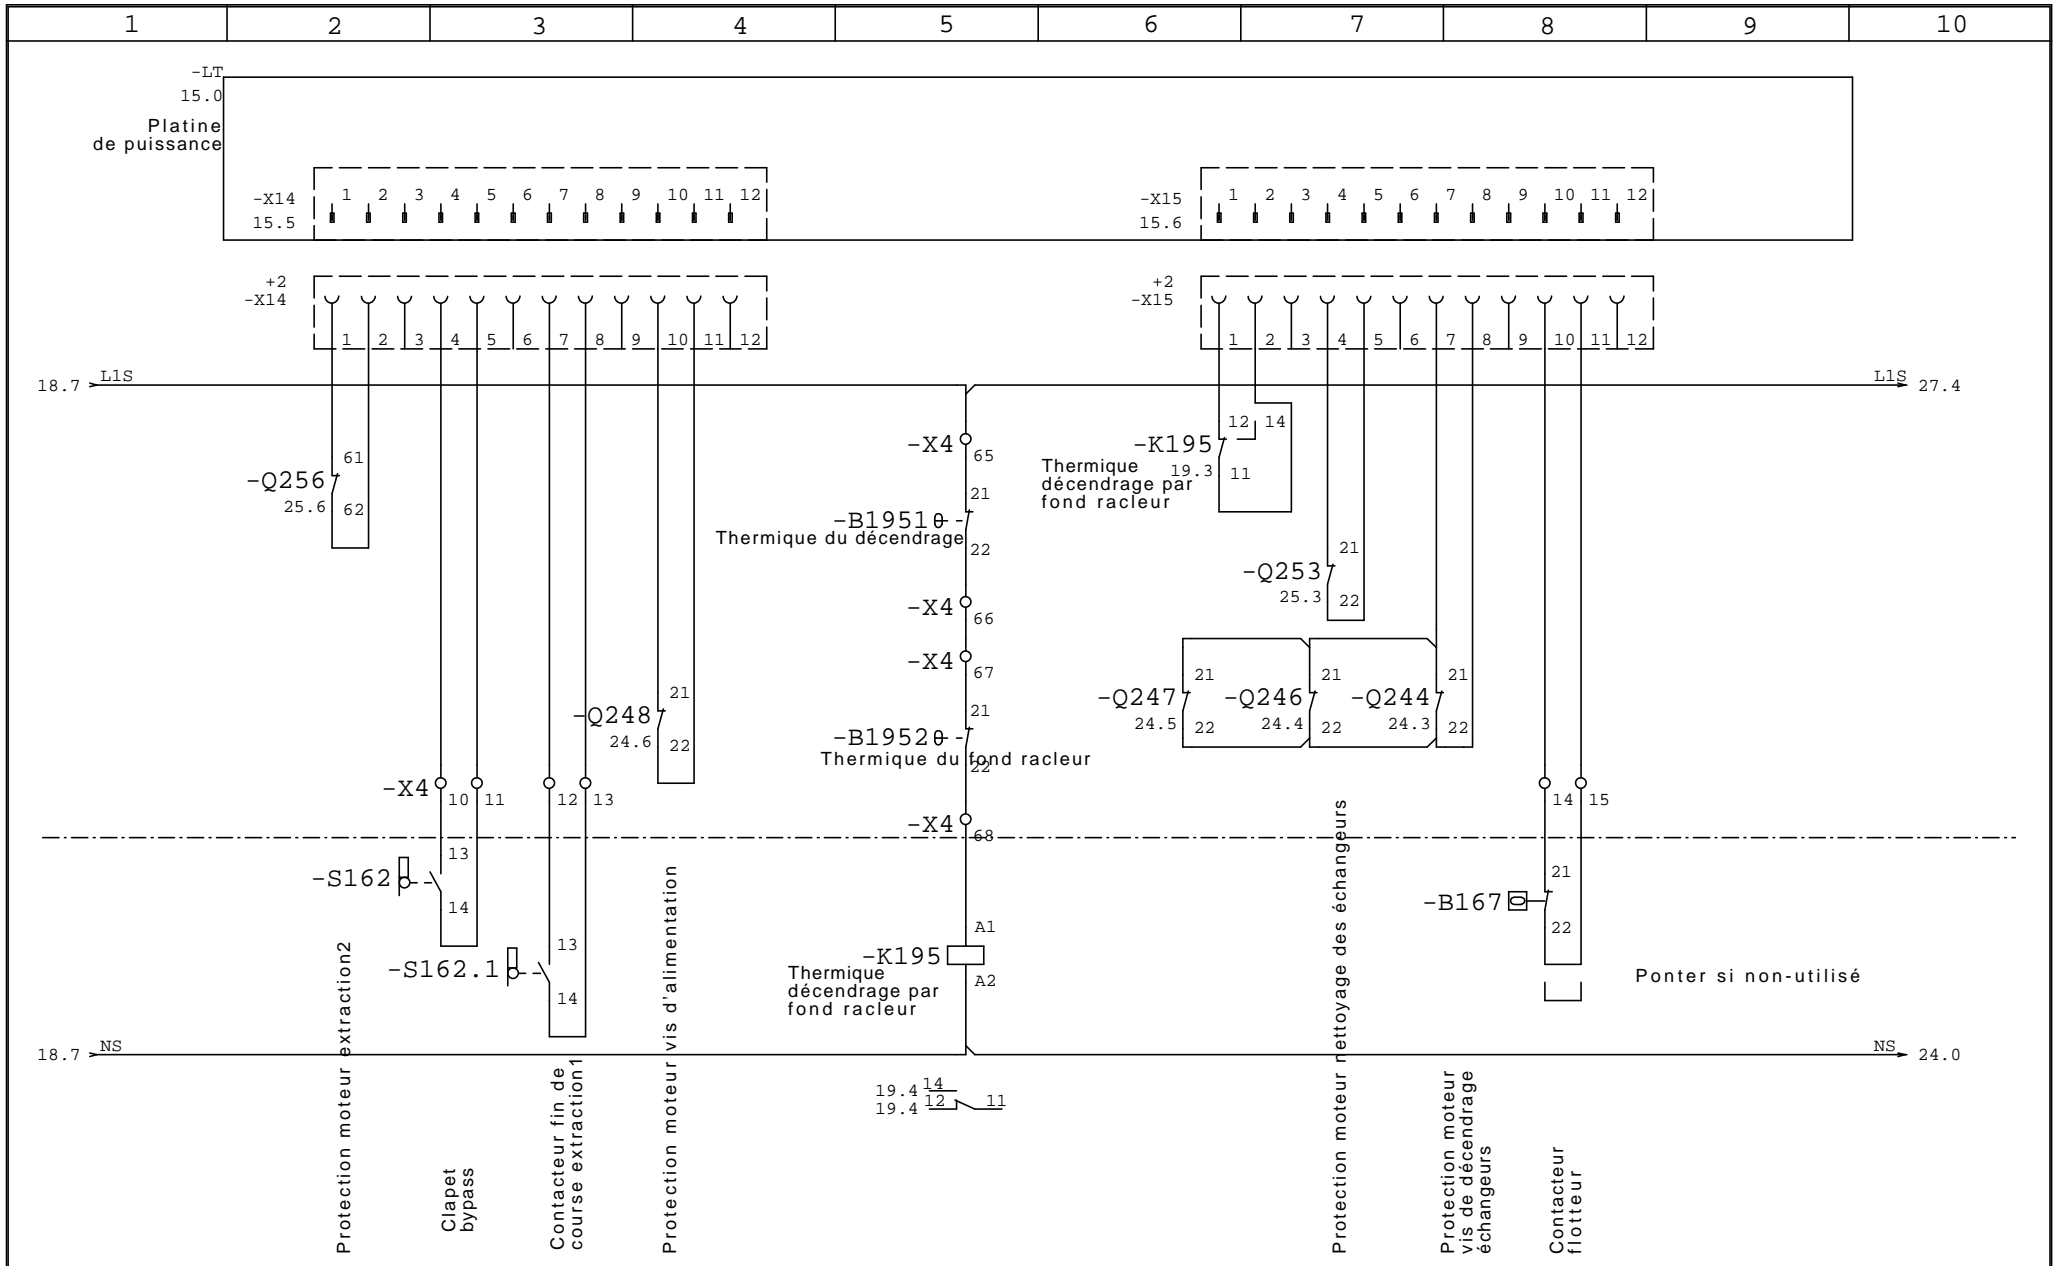 1 2 3 4 5 6 7 8 9 10
-LT
15.0
Platine
de puissance
-X14
15.5
1 2 3 4 5 6 7 8 9 10 11 12
-X15
15.6
1 2 3 4 5 6 7 8 9 10 11 12
+2
-X14
1 2 3 4 5 6 7 8 9 10 11 12
+2
-X15
1 2 3 4 5 6 7 8 9 10 11 12
18.7 L1S
L1S 27.4
-Q256
25.6
61
62
-X4
65
21
-B1951
Thermique du décendrage
22
-X4
66
-X4
67
21
-B1952
Thermique du fond racleur
22
-X4
68
-K195
19.3
12 14
11
Thermique
décendrage par
fond racleur
-Q253
25.3
21
22
-Q247
24.5
21
22
-Q246
24.4
21
22
-Q244
24.3
21
22
-Q248
24.6
21
22
-X4
10 11 12 13
14 15
-S162
13
14
-S162.1
13
14
-K195
A1
A2
Thermique
décendrage par
fond racleur
-B167
21
22
Ponter si non-utilisé
18.7 NS
NS 24.0
19.4 14
19.4 12 11
Protection moteur extraction2
Clapet
bypass
Contacteur fin de
course extraction1
Protection moteur vis d'alimentation
Protection moteur nettoyage des échangeurs
Protection moteur
vis de décendrage
échangeurs
Contacteur
flotteur